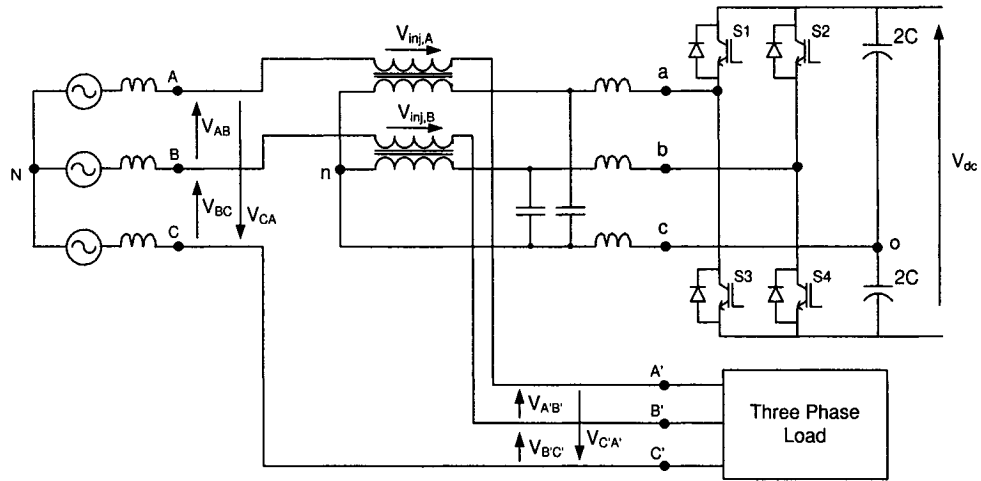 V_inj,A
S1
S2
2C
A
a
V_AB
V_inj,B
V_dc
N
B
n
b
V_BC
V_CA
C
c
o
S3
S4
2C
A'
V_A'B'
B'
V_C'A'
V_B'C'
C'
Three Phase
Load